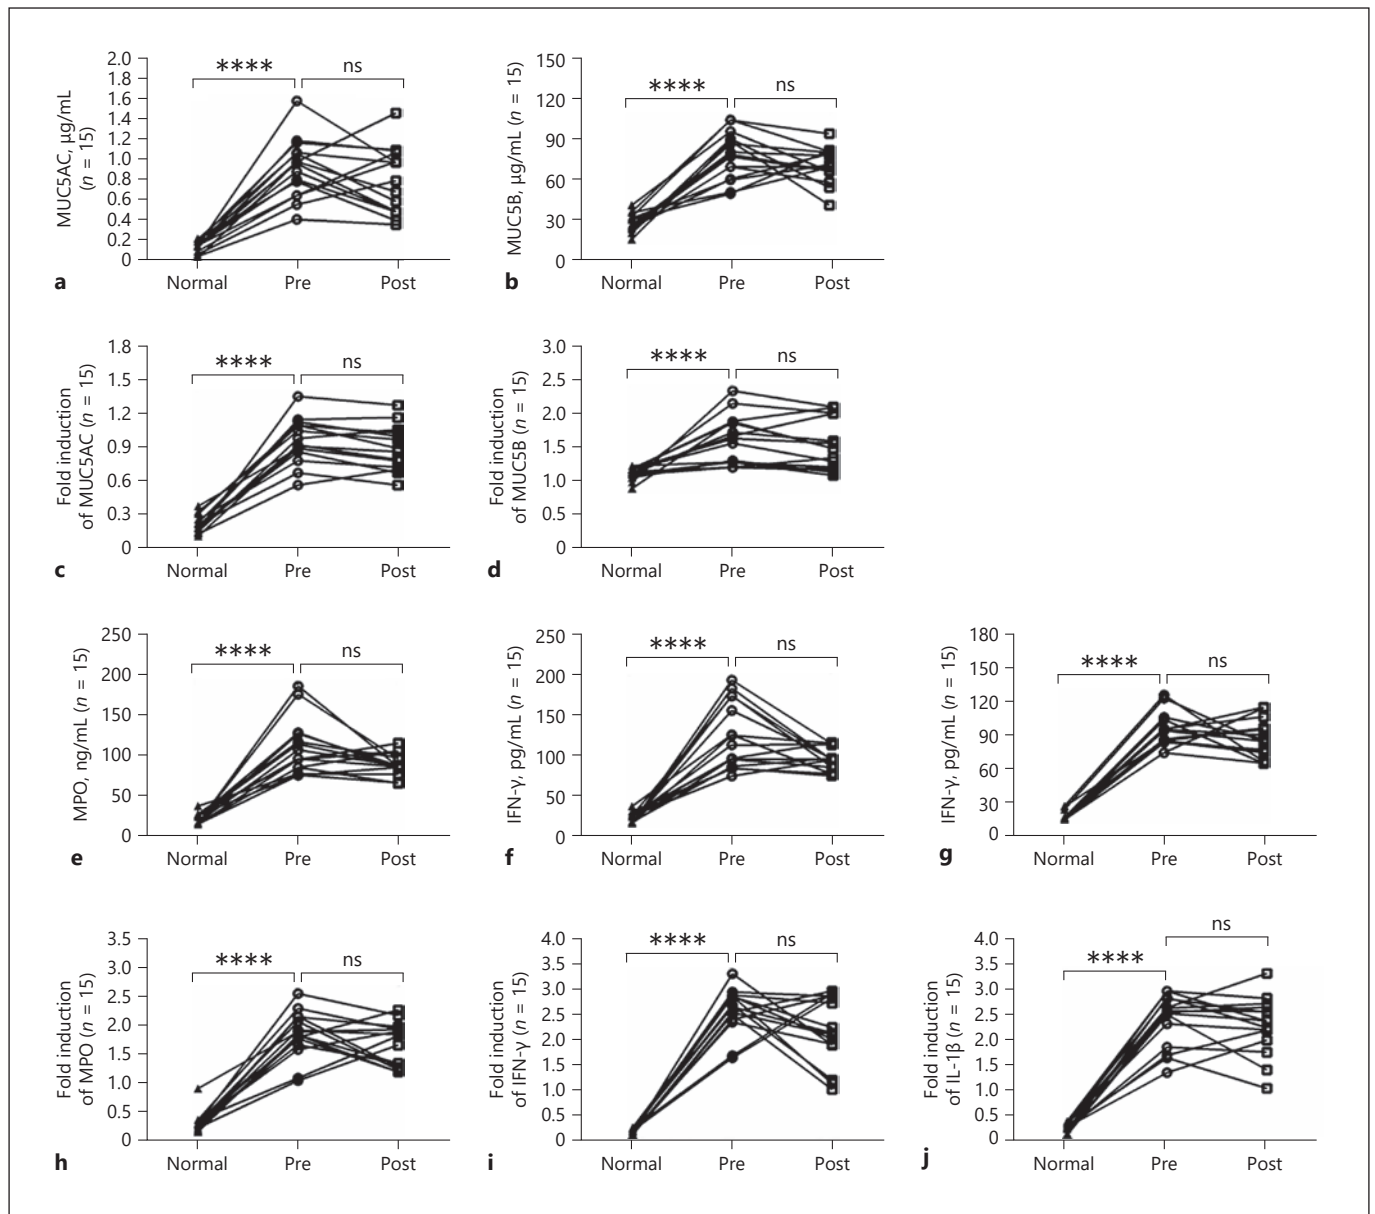 MUC5AC, µg/mL
(n = 15)
2.0
1.8
1.6
1.4
1.2
1.0
0.8
0.6
0.4
0.2
0
****
ns
Normal
Pre
Post
a
MUC5B, µg/mL (n = 15)
150
120
90
60
30
0
****
ns
Normal
Pre
Post
b
Fold induction
of MUC5AC (n = 15)
1.8
1.5
1.2
0.9
0.6
0.3
0
****
ns
Normal
Pre
Post
c
Fold induction
of MUC5B (n = 15)
3.0
2.5
2.0
1.5
1.0
0.5
0
****
ns
Normal
Pre
Post
d
MPO, ng/mL (n = 15)
250
200
150
100
50
0
****
ns
Normal
Pre
Post
e
IFN-γ, pg/mL (n = 15)
250
200
150
100
50
0
****
ns
Normal
Pre
Post
f
IFN-γ, pg/mL (n = 15)
180
150
120
90
60
30
0
****
ns
Normal
Pre
Post
g
Fold induction
of MPO (n = 15)
3.5
3.0
2.5
2.0
1.5
1.0
0.5
0
****
ns
Normal
Pre
Post
h
Fold induction
of IFN-γ (n = 15)
4.0
3.5
3.0
2.5
2.0
1.5
1.0
0.5
0
****
ns
Normal
Pre
Post
i
Fold induction
of IL-1β (n = 15)
4.0
3.5
3.0
2.5
2.0
1.5
1.0
0.5
0
****
ns
Normal
Pre
Post
j